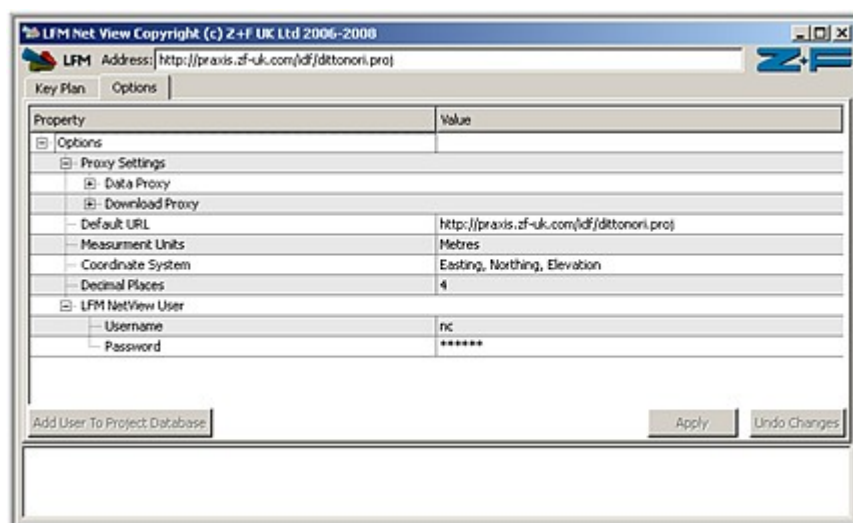 LFM Net View Copyright (c) Z+F UK Ltd 2006-2008
LFM Address: http://praxis.zf-uk.com/idf/dittonori.proj
Z+F
Key Plan Options
Property Value
Options
Proxy Settings
Data Proxy
Download Proxy
Default URL http://praxis.zf-uk.com/idf/dittonori.proj
Measurment Units Metres
Coordinate System Easting, Northing, Elevation
Decimal Places 4
LFM NetView User
Username nc
Password ******
Add User To Project Database Apply Undo Changes